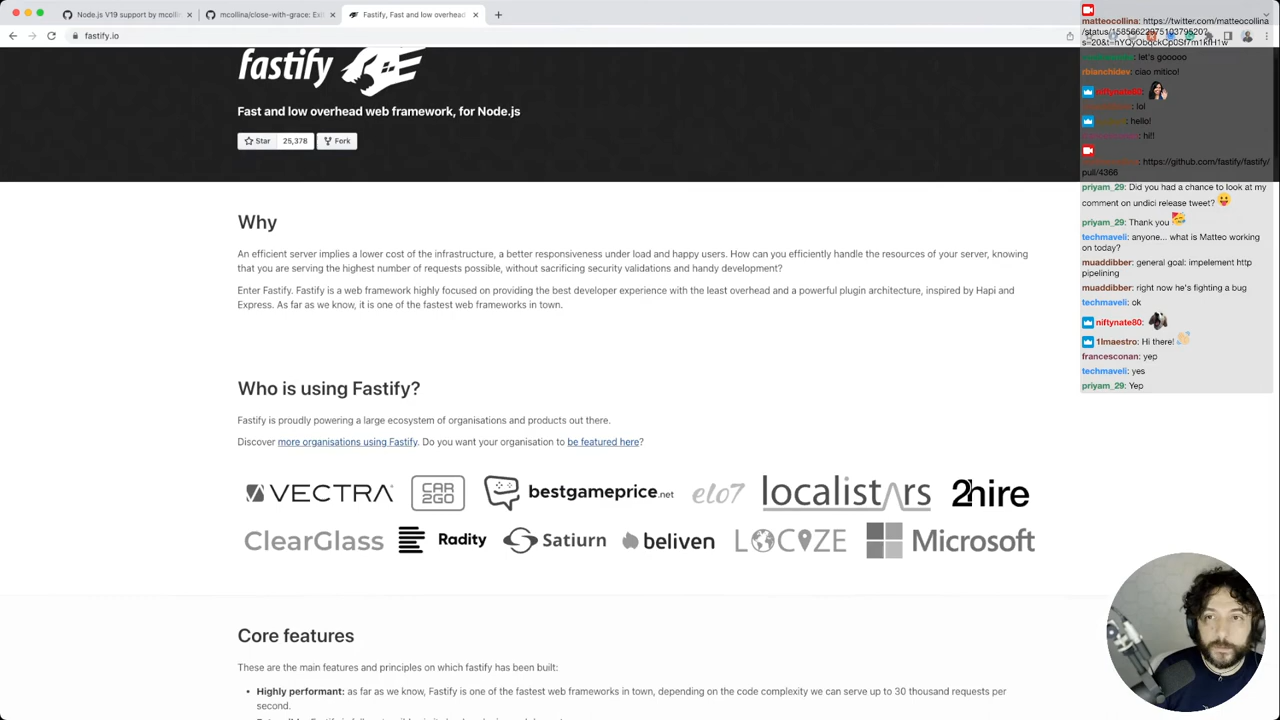 Node.js V19 support by mcolli
mcollina/close-with-grace: Exi
Fastify, Fast and low overhead
fastify.io
fastify
Fast and low overhead web framework, for Node.js
Star
25,378
Fork
Why
An efficient server implies a lower cost of the infrastructure, a better responsiveness under load and happy users. How can you efficiently handle the resources of your server, knowing
that you are serving the highest number of requests possible, without sacrificing security validations and handy development?
Enter Fastify. Fastify is a web framework highly focused on providing the best developer experience with the least overhead and a powerful plugin architecture, inspired by Hapi and
Express. As far as we know, it is one of the fastest web frameworks in town.
Who is using Fastify?
Fastify is proudly powering a large ecosystem of organisations and products out there.
Discover more organisations using Fastify. Do you want your organisation to be featured here?
VECTRA
CAR
2GO
bestgameprice.net
elo7
localistars
2hire
ClearGlass
Radity
Satiurn
beliven
LOCIZE
Microsoft
Core features
These are the main features and principles on which fastify has been built:
• Highly performant: as far as we know, Fastify is one of the fastest web frameworks in town, depending on the code complexity we can serve up to 30 thousand requests per
second.
matteocollina: https://twitter.com/matteocollina
let's gooooo
rbianchidev: ciao mitico!
niftynate80:
lol
hello!
hi!!
https://github.com/fastify/fastify/
pull/4366
priyam_29: Did you had a chance to look at my
comment on undici release tweet?
priyam_29: Thank you
techmaveli: anyone... what is Matteo working
on today?
muaddibber: general goal: impelement http
pipelining
muaddibber: right now he's fighting a bug
techmaveli: ok
niftynate80:
1lmaestro: Hi there!
francesconan: yep
techmaveli: yes
priyam_29: Yep